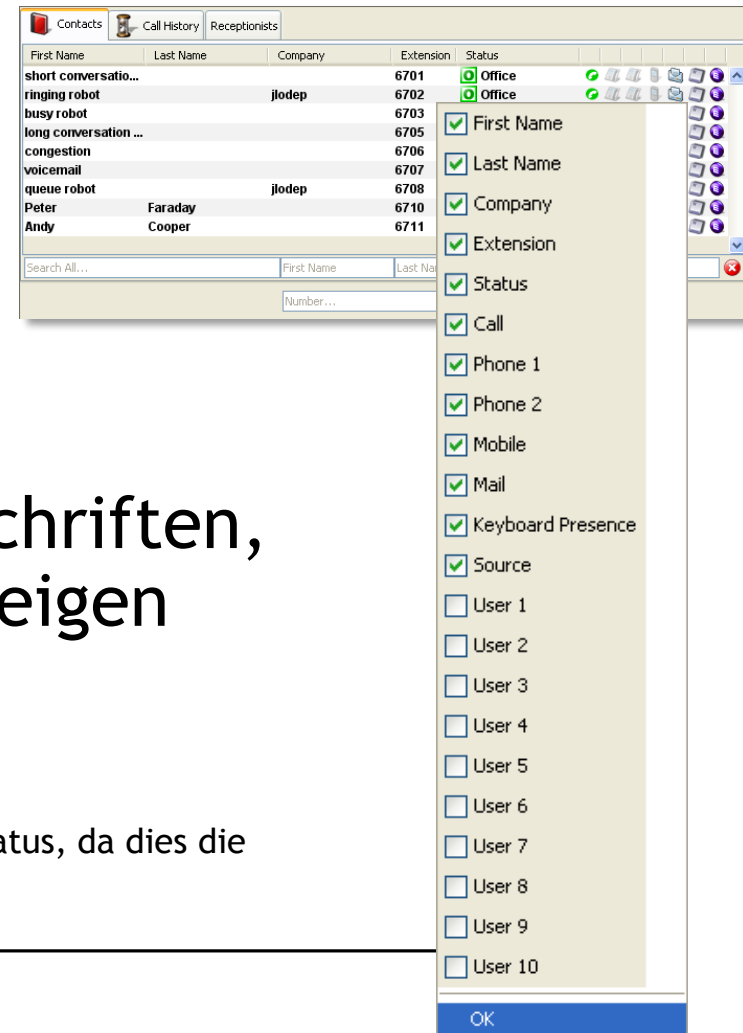 Contacts Call History Receptionists
First Name Last Name Company Extension Status
short conversatio... 6701 Office
ringing robot jlodep 6702 Office
busy robot 6703
long conversation ... 6705
congestion 6706
voicemail 6707
queue robot jlodep 6708
Peter Faraday 6710
Andy Cooper 6711
Search All... First Name Last Na
Number...
First Name
Last Name
Company
Extension
Status
Call
Phone 1
Phone 2
Mobile
Mail
Keyboard Presence
Source
User 1
User 2
User 3
User 4
User 5
User 6
User 7
User 8
User 9
User 10
OK
chriften,
eigen
atus, da dies die